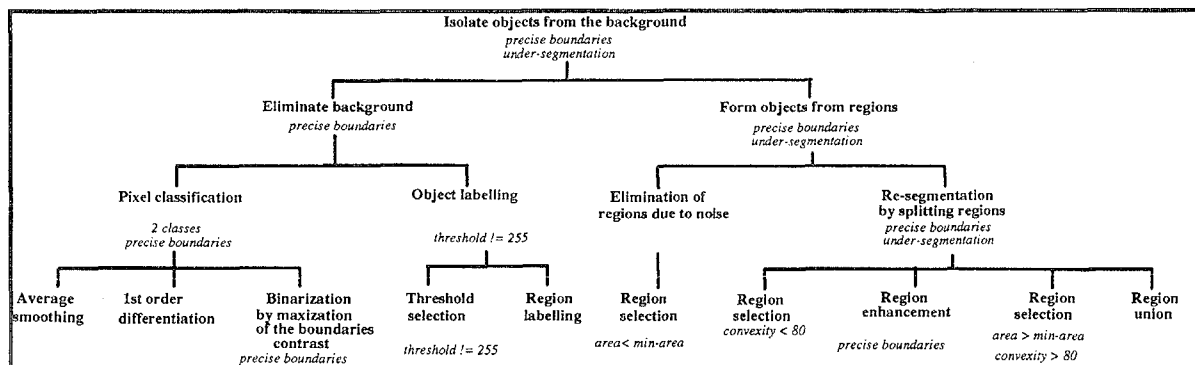 Isolate objects from the background
precise boundaries
under-segmentation
Eliminate background
precise boundaries
Form objects from regions
precise boundaries
under-segmentation
Pixel classification
2 classes
precise boundaries
Object labelling
threshold != 255
Elimination of
regions due to noise
Re-segmentation
by splitting regions
precise boundaries
under-segmentation
Average
smoothing
1st order
differentiation
Binarization
by maxization
of the boundaries
contrast
precise boundaries
Threshold
selection
threshold != 255
Region
labelling
Region
selection
area< min-area
Region
selection
convexity < 80
Region
enhancement
precise boundaries
Region
selection
area > min-area
convexity > 80
Region
union